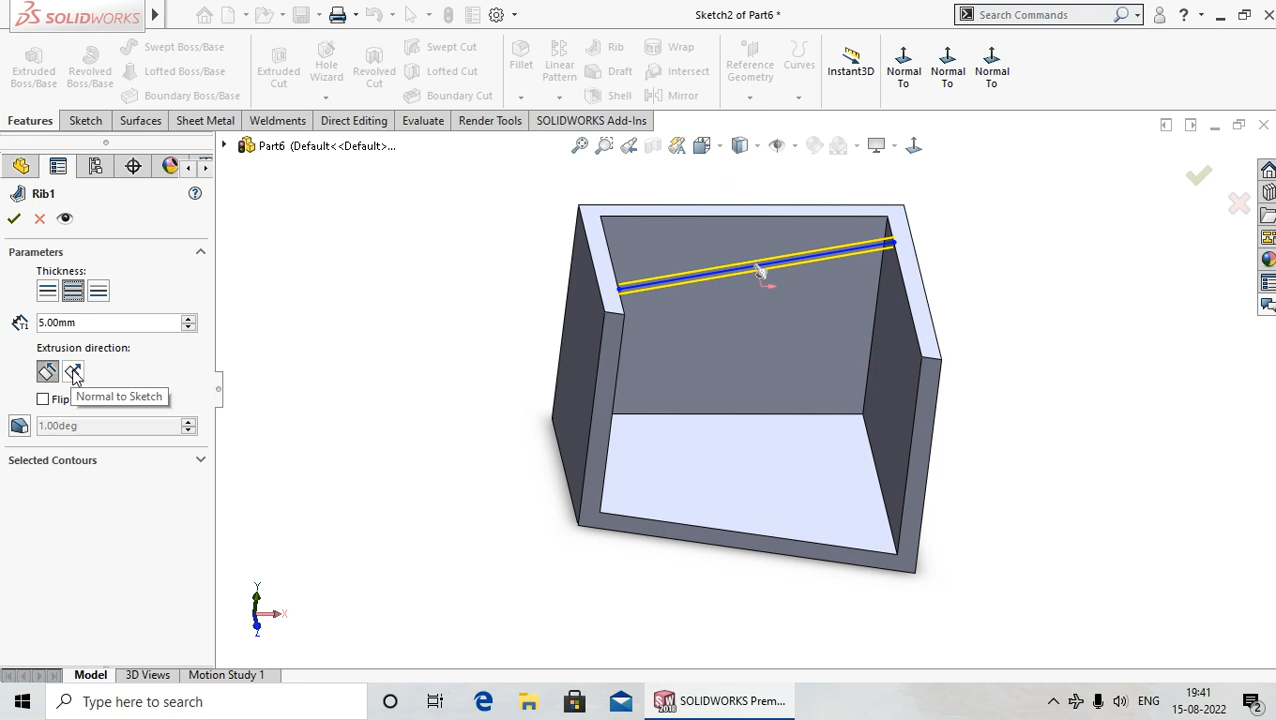 SOLIDWORKS
Sketch2 of Part6 *
Search Commands
Extruded Boss/Base
Revolved Boss/Base
Swept Boss/Base
Lofted Boss/Base
Boundary Boss/Base
Extruded Cut
Hole Wizard
Revolved Cut
Swept Cut
Lofted Cut
Boundary Cut
Fillet
Linear Pattern
Rib
Draft
Shell
Wrap
Intersect
Mirror
Reference Geometry
Curves
Instant3D
Normal To
Normal To
Normal To
Features Sketch Surfaces Sheet Metal Weldments Direct Editing Evaluate Render Tools SOLIDWORKS Add-Ins
Part6 (Default<<Default>...
Rib1
Parameters
Thickness:
5.00mm
Extrusion direction:
Normal to Sketch
Flip
1.00deg
Selected Contours
Y
X
Z
Model 3D Views Motion Study 1
Type here to search
SOLIDWORKS Prem...
ENG
19:41
15-08-2022
2